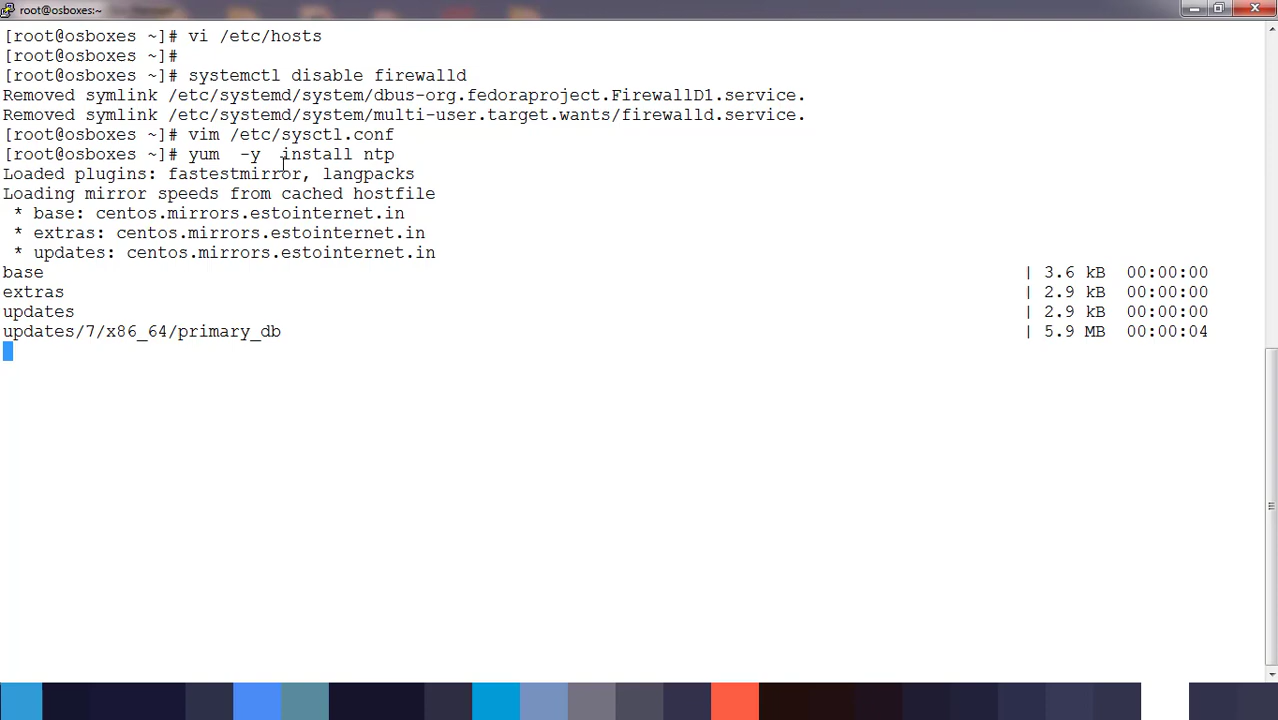 root@osboxes:~
[root@osboxes ~]# vi /etc/hosts
[root@osboxes ~]#
[root@osboxes ~]# systemctl disable firewalld
Removed symlink /etc/systemd/system/dbus-org.fedoraproject.FirewallD1.service.
Removed symlink /etc/systemd/system/multi-user.target.wants/firewalld.service.
[root@osboxes ~]# vim /etc/sysctl.conf
[root@osboxes ~]# yum  -y  install ntp
Loaded plugins: fastestmirror, langpacks
Loading mirror speeds from cached hostfile
 * base: centos.mirrors.estointernet.in
 * extras: centos.mirrors.estointernet.in
 * updates: centos.mirrors.estointernet.in
base | 3.6 kB  00:00:00
extras | 2.9 kB  00:00:00
updates | 2.9 kB  00:00:00
updates/7/x86_64/primary_db | 5.9 MB  00:00:04